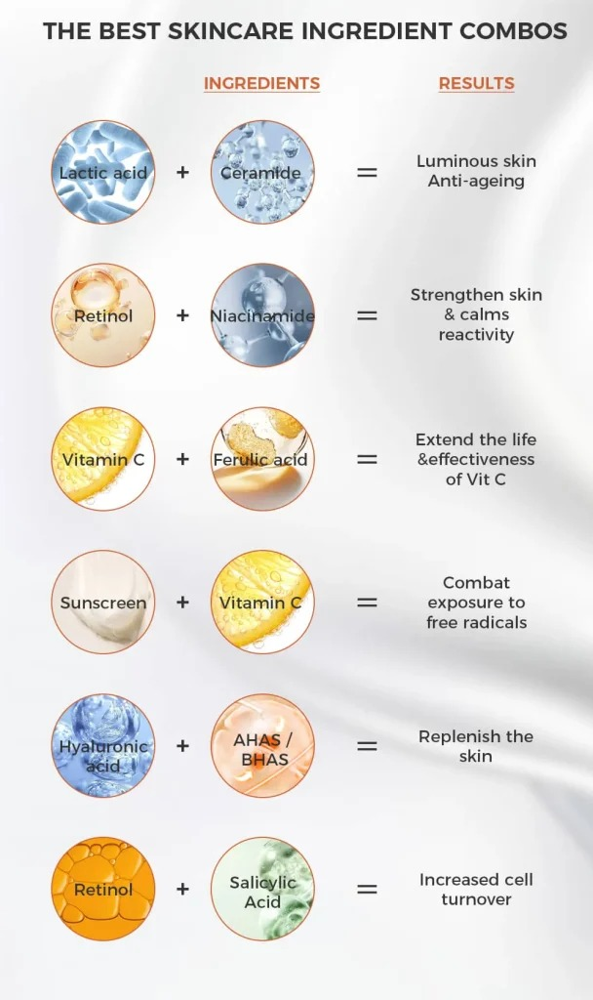 THE BEST SKINCARE INGREDIENT COMBOS
INGREDIENTS
RESULTS
Lactic acid
+
Ceramide
=
Luminous skin
Anti-ageing
Retinol
+
Niacinamide
=
Strengthen skin
& calms
reactivity
Vitamin C
+
Ferulic acid
=
Extend the life
&effectiveness
of Vit C
Sunscreen
+
Vitamin C
=
Combat
exposure to
free radicals
Hyaluronic
acid
+
AHAS /
BHAS
=
Replenish the
skin
Retinol
+
Salicylic
Acid
=
Increased cell
turnover